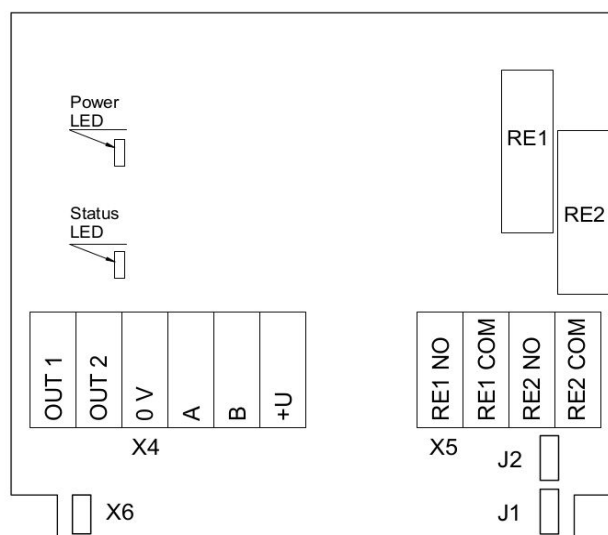 Power
LED
RE1
RE2
Status
LED
OUT 1
OUT 2
0 V
A
B
+U
RE1 NO
RE1 COM
RE2 NO
RE2 COM
X4
X5
J2
X6
J1